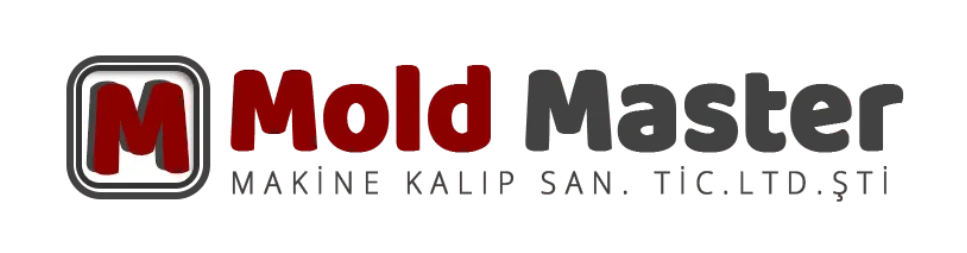 M Mold Master
MAKİNE KALIP SAN. TİC.LTD.ŞTİ